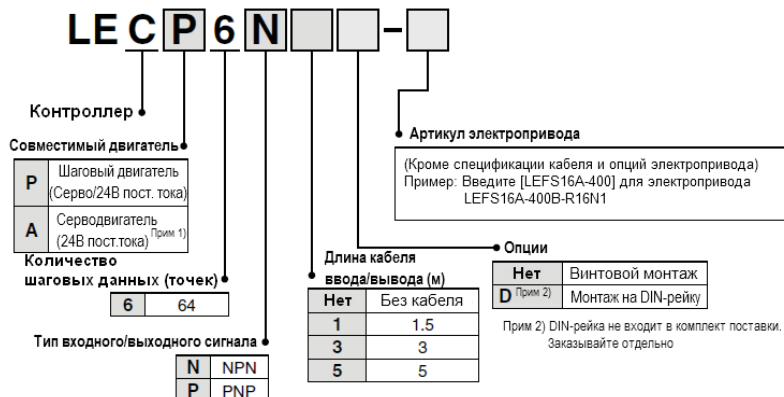 LE C P 6 N -
Контроллер
Совместимый двигатель
P Шаговый двигатель
(Серво/24В пост. тока)
A Серводвигатель
(24В пост.тока) Прим 1)
Количество
шаговых данных (точек)
6 64
Тип входного/выходного сигнала
N NPN
P PNP
Длина кабеля
ввода/вывода (м)
Нет Без кабеля
1 1.5
3 3
5 5
Артикул электропривода
(Кроме спецификации кабеля и опций электропривода)
Пример: Введите [LEFS16A-400] для электропривода
LEFS16A-400B-R16N1
Опции
Нет Винтовой монтаж
D Прим 2) Монтаж на DIN-рейку
Прим 2) DIN-рейка не входит в комплект поставки.
Заказывайте отдельно